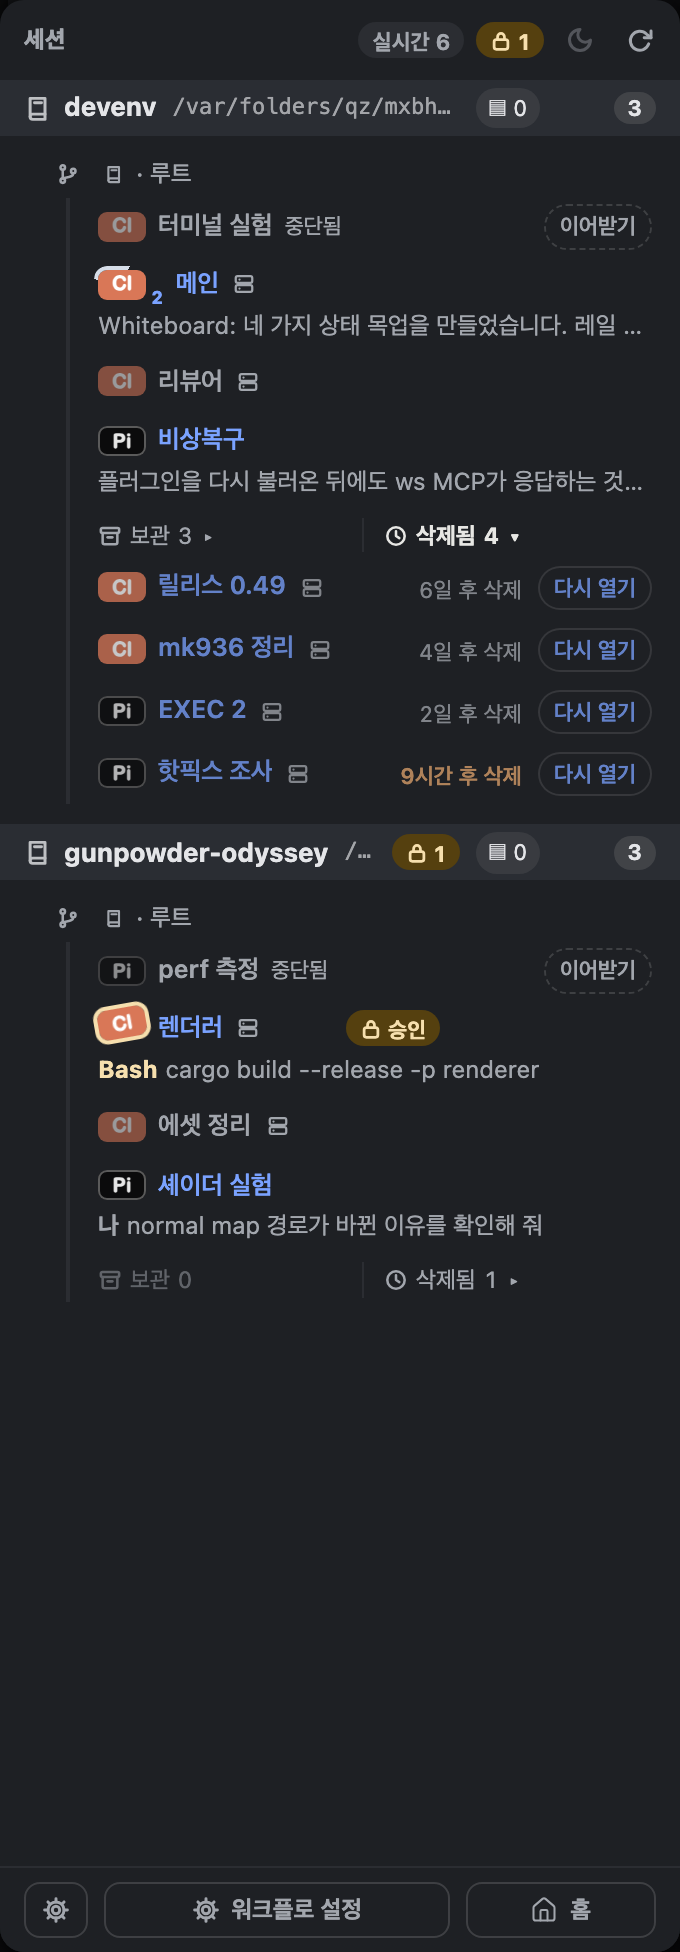 세션 실시간 6 1
devenv /var/folders/qz/mxbh… 0 3
· 루트
Cl 터미널 실험 중단됨 이어받기
Cl 2 메인
Whiteboard: 네 가지 상태 목업을 만들었습니다. 레일 …
Cl 리뷰어
Pi 비상복구
플러그인을 다시 불러온 뒤에도 ws MCP가 응답하는 것…
보관 3 ▸ 삭제됨 4 ▾
Cl 릴리스 0.49 6일 후 삭제 다시 열기
Cl mk936 정리 4일 후 삭제 다시 열기
Pi EXEC 2 2일 후 삭제 다시 열기
Pi 핫픽스 조사 9시간 후 삭제 다시 열기
gunpowder-odyssey /… 1 0 3
· 루트
Pi perf 측정 중단됨 이어받기
Cl 렌더러 승인
Bash cargo build --release -p renderer
Cl 에셋 정리
Pi 셰이더 실험
나 normal map 경로가 바뀐 이유를 확인해 줘
보관 0 삭제됨 1 ▸
워크플로 설정 홈